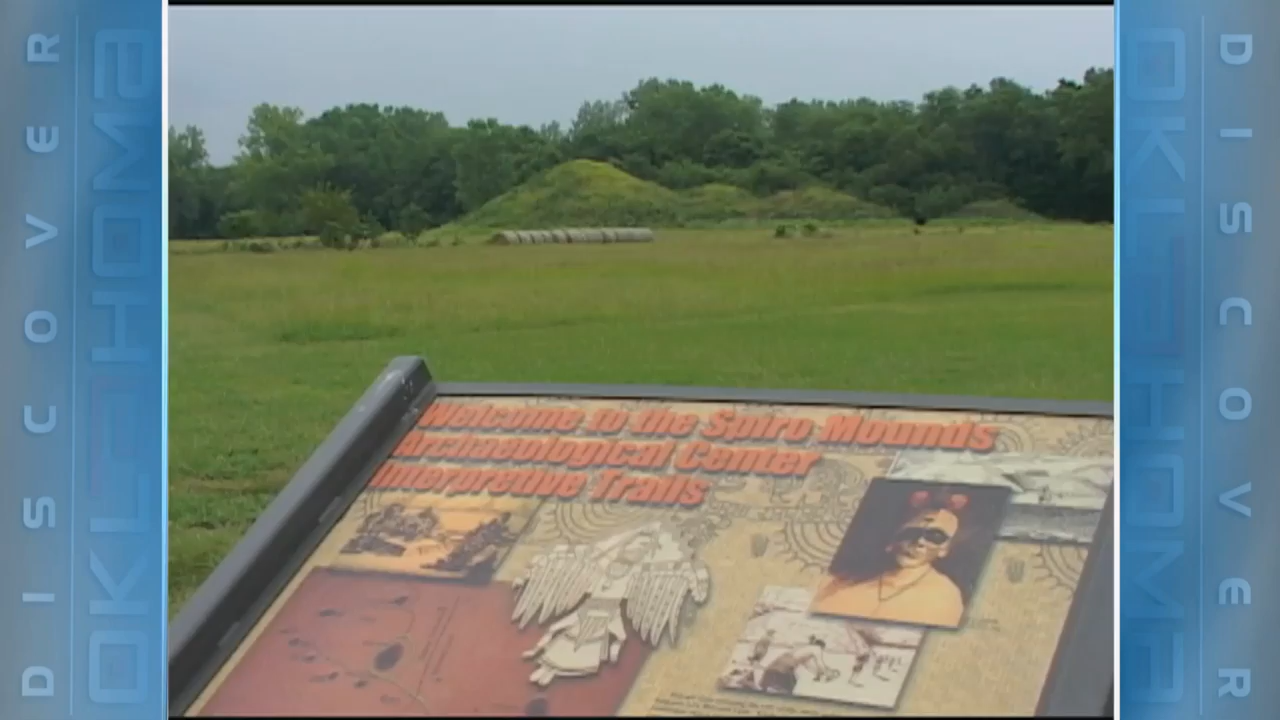 DISCOVER
OKLAHOMA
Welcome to the Spiro Mounds
Archaeological Center
Interpretive Trails
OKLAHOMA
DISCOVER